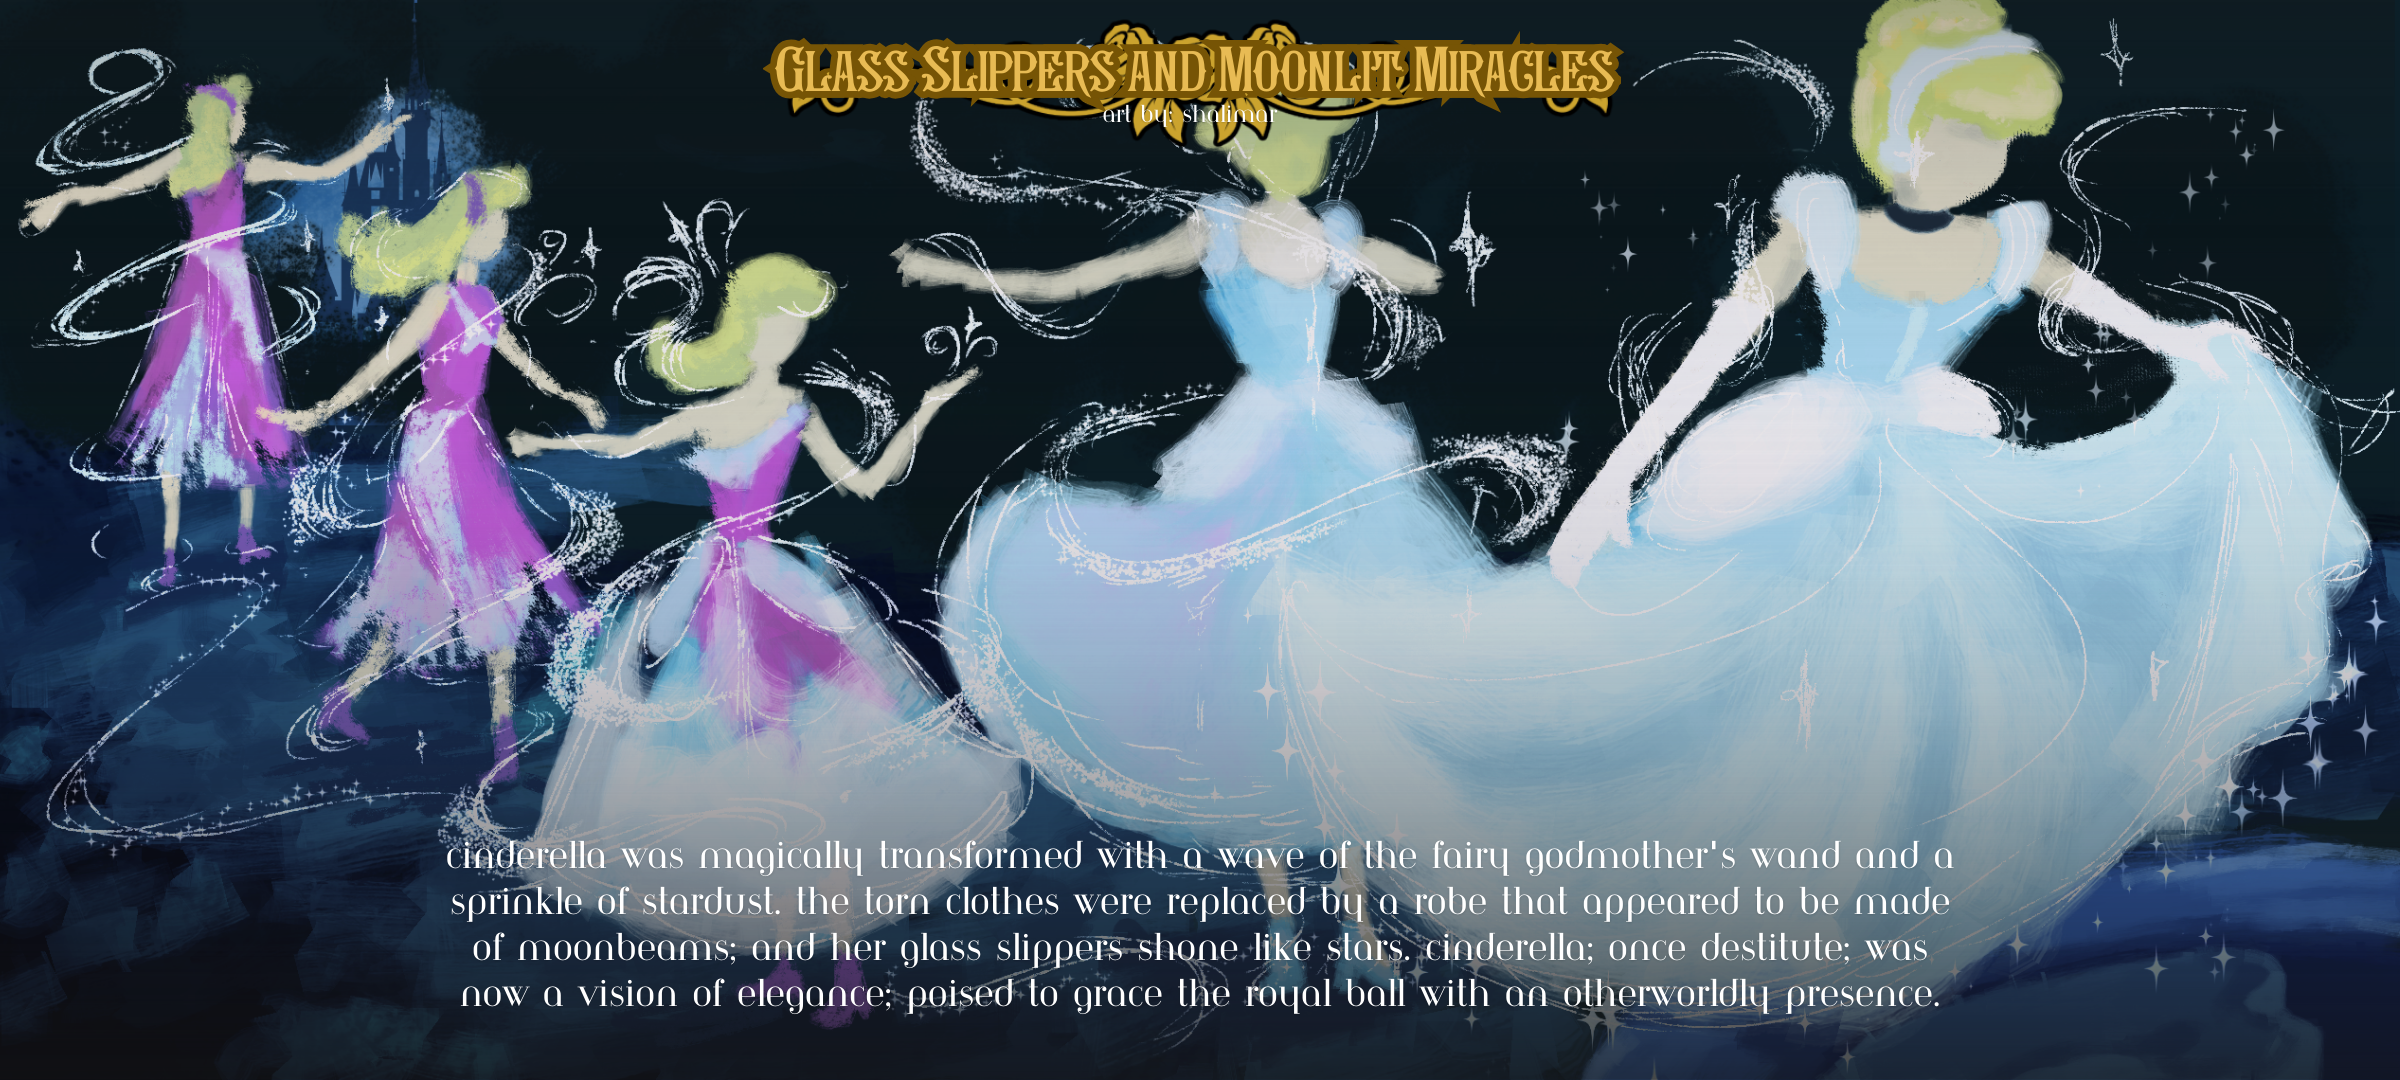 Glass Slippers and Moonlit Miracles
art by: shalimar
cinderella was magically transformed with a wave of the fairy godmother's wand and a
sprinkle of stardust. the torn clothes were replaced by a robe that appeared to be made
of moonbeams; and her glass slippers shone like stars. cinderella; once destitute; was
now a vision of elegance; poised to grace the royal ball with an otherworldly presence.